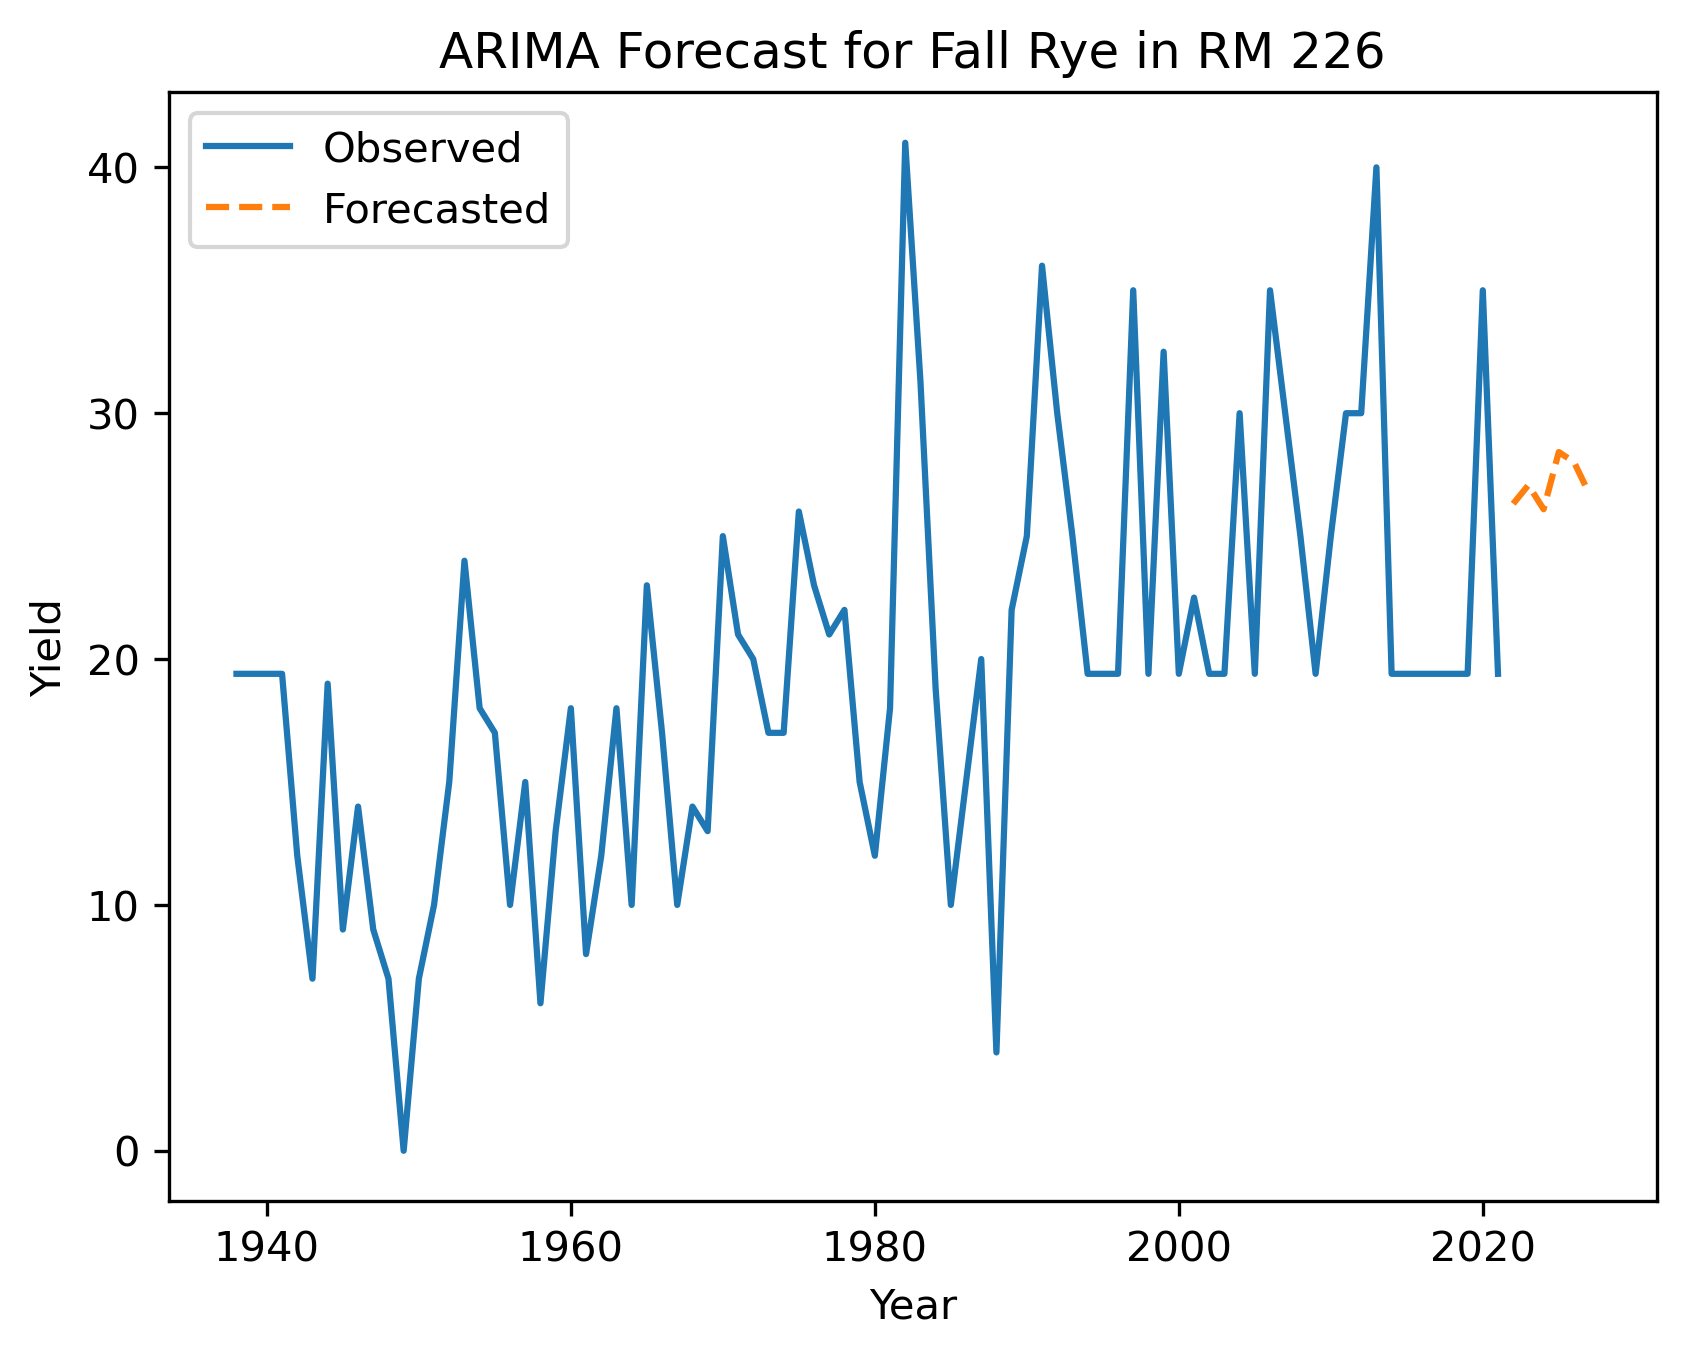 ARIMA Forecast for Fall Rye in RM 226
Observed
Forecasted
40
30
20
10
0
Yield
1940 1960 1980 2000 2020
Year